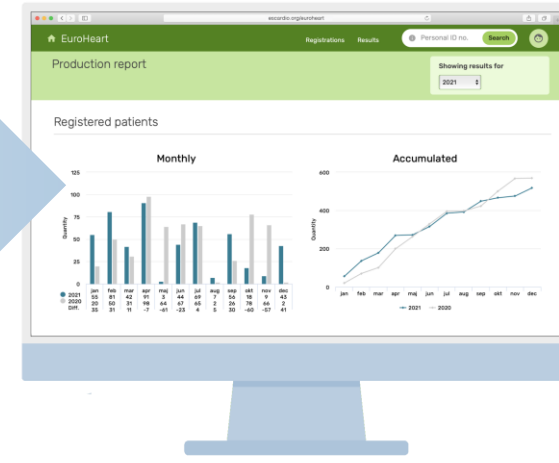 eecardio.org/euroheart
EuroHeart
Registrations
Results
Personal ID no.
Search
Production report
Showing results for
2021
Registered patients
Monthly
125
100
75
50
25
0
Quantity
jan feb mar apr maj jun jul aug sep okt nov dec
2021 55 81 42 91 3 44 69 7 56 18 9 43
2020 20 50 31 98 64 67 65 2 26 78 66 2
Diff. 35 31 11 -7 -61 -23 4 5 30 -60 -57 41
Accumulated
600
400
200
0
Quantity
jan feb mar apr maj jun jul aug sep okt nov dec
2021 2020